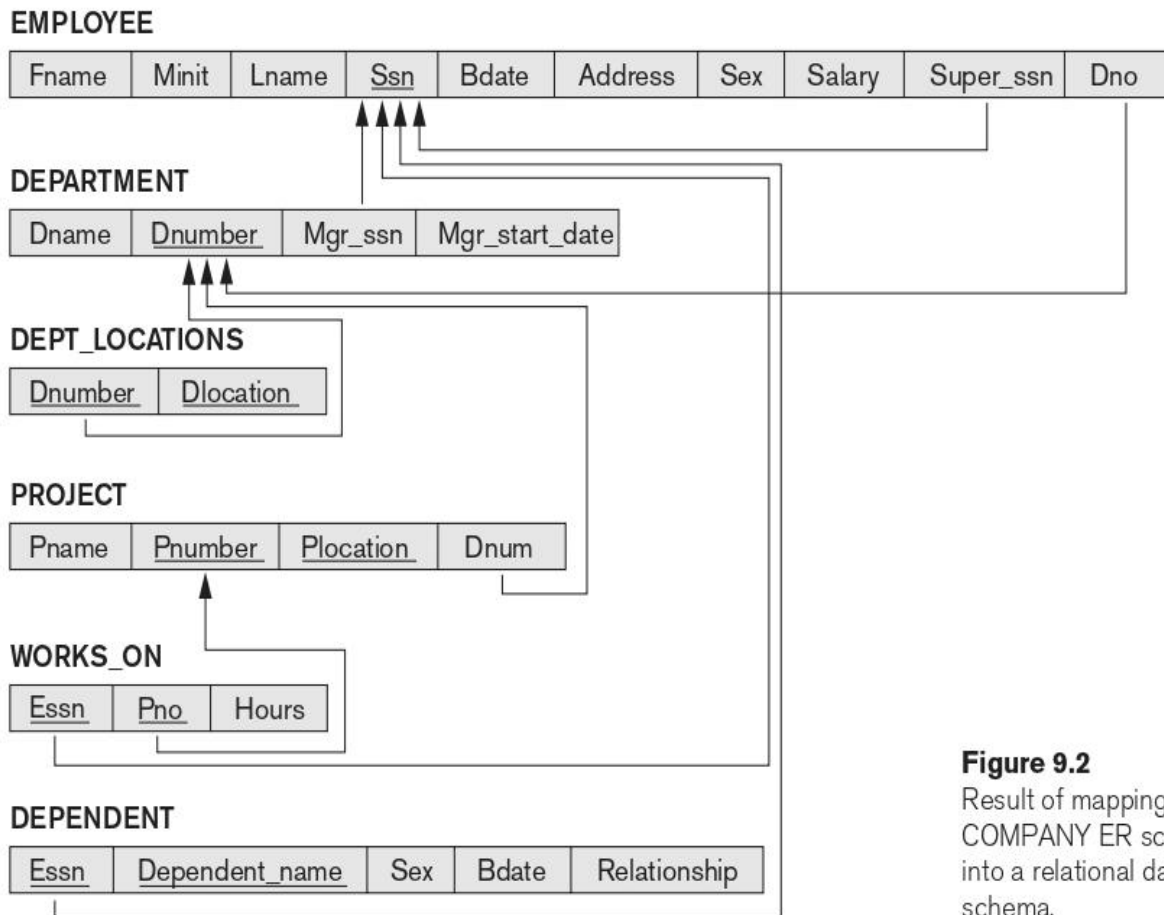 EMPLOYEE
Fname Minit Lname Ssn Bdate Address Sex Salary Super_ssn Dno
DEPARTMENT
Dname Dnumber Mgr_ssn Mgr_start_date
DEPT_LOCATIONS
Dnumber Dlocation
PROJECT
Pname Pnumber Plocation Dnum
WORKS_ON
Essn Pno Hours
DEPENDENT
Essn Dependent_name Sex Bdate Relationship
Figure 9.2
Result of mapping
COMPANY ER sc
into a relational da
schema.